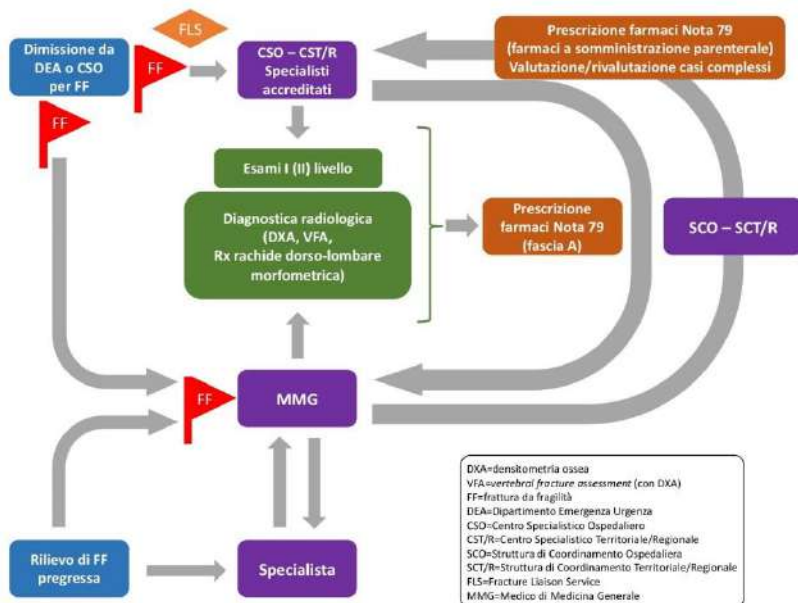 FLS
Dimissione da
DEA o CSO
per FF
FF
FF
CSO – CST/R
Specialisti
accreditati
Prescrizione farmaci Nota 79
(farmaci a somministrazione parenterale)
Valutazione/rivalutazione casi complessi
Esami I (II) livello
Diagnostica radiologica
(DXA, VFA,
Rx rachide dorso-lombare
morfometrica)
Prescrizione
farmaci Nota 79
(fascia A)
SCO – SCT/R
FF
MMG
Rilievo di FF
pregressa
Specialista
DXA=densitometria ossea
VFA=vertebral fracture assessment (con DXA)
FF=frattura da fragilità
DEA=Dipartimento Emergenza Urgenza
CSO=Centro Specialistico Ospedaliero
CST/R=Centro Specialistico Territoriale/Regionale
SCO=Struttura di Coordinamento Ospedaliera
SCT/R=Struttura di Coordinamento Territoriale/Regionale
FLS=Fracture Liaison Service
MMG=Medico di Medicina Generale